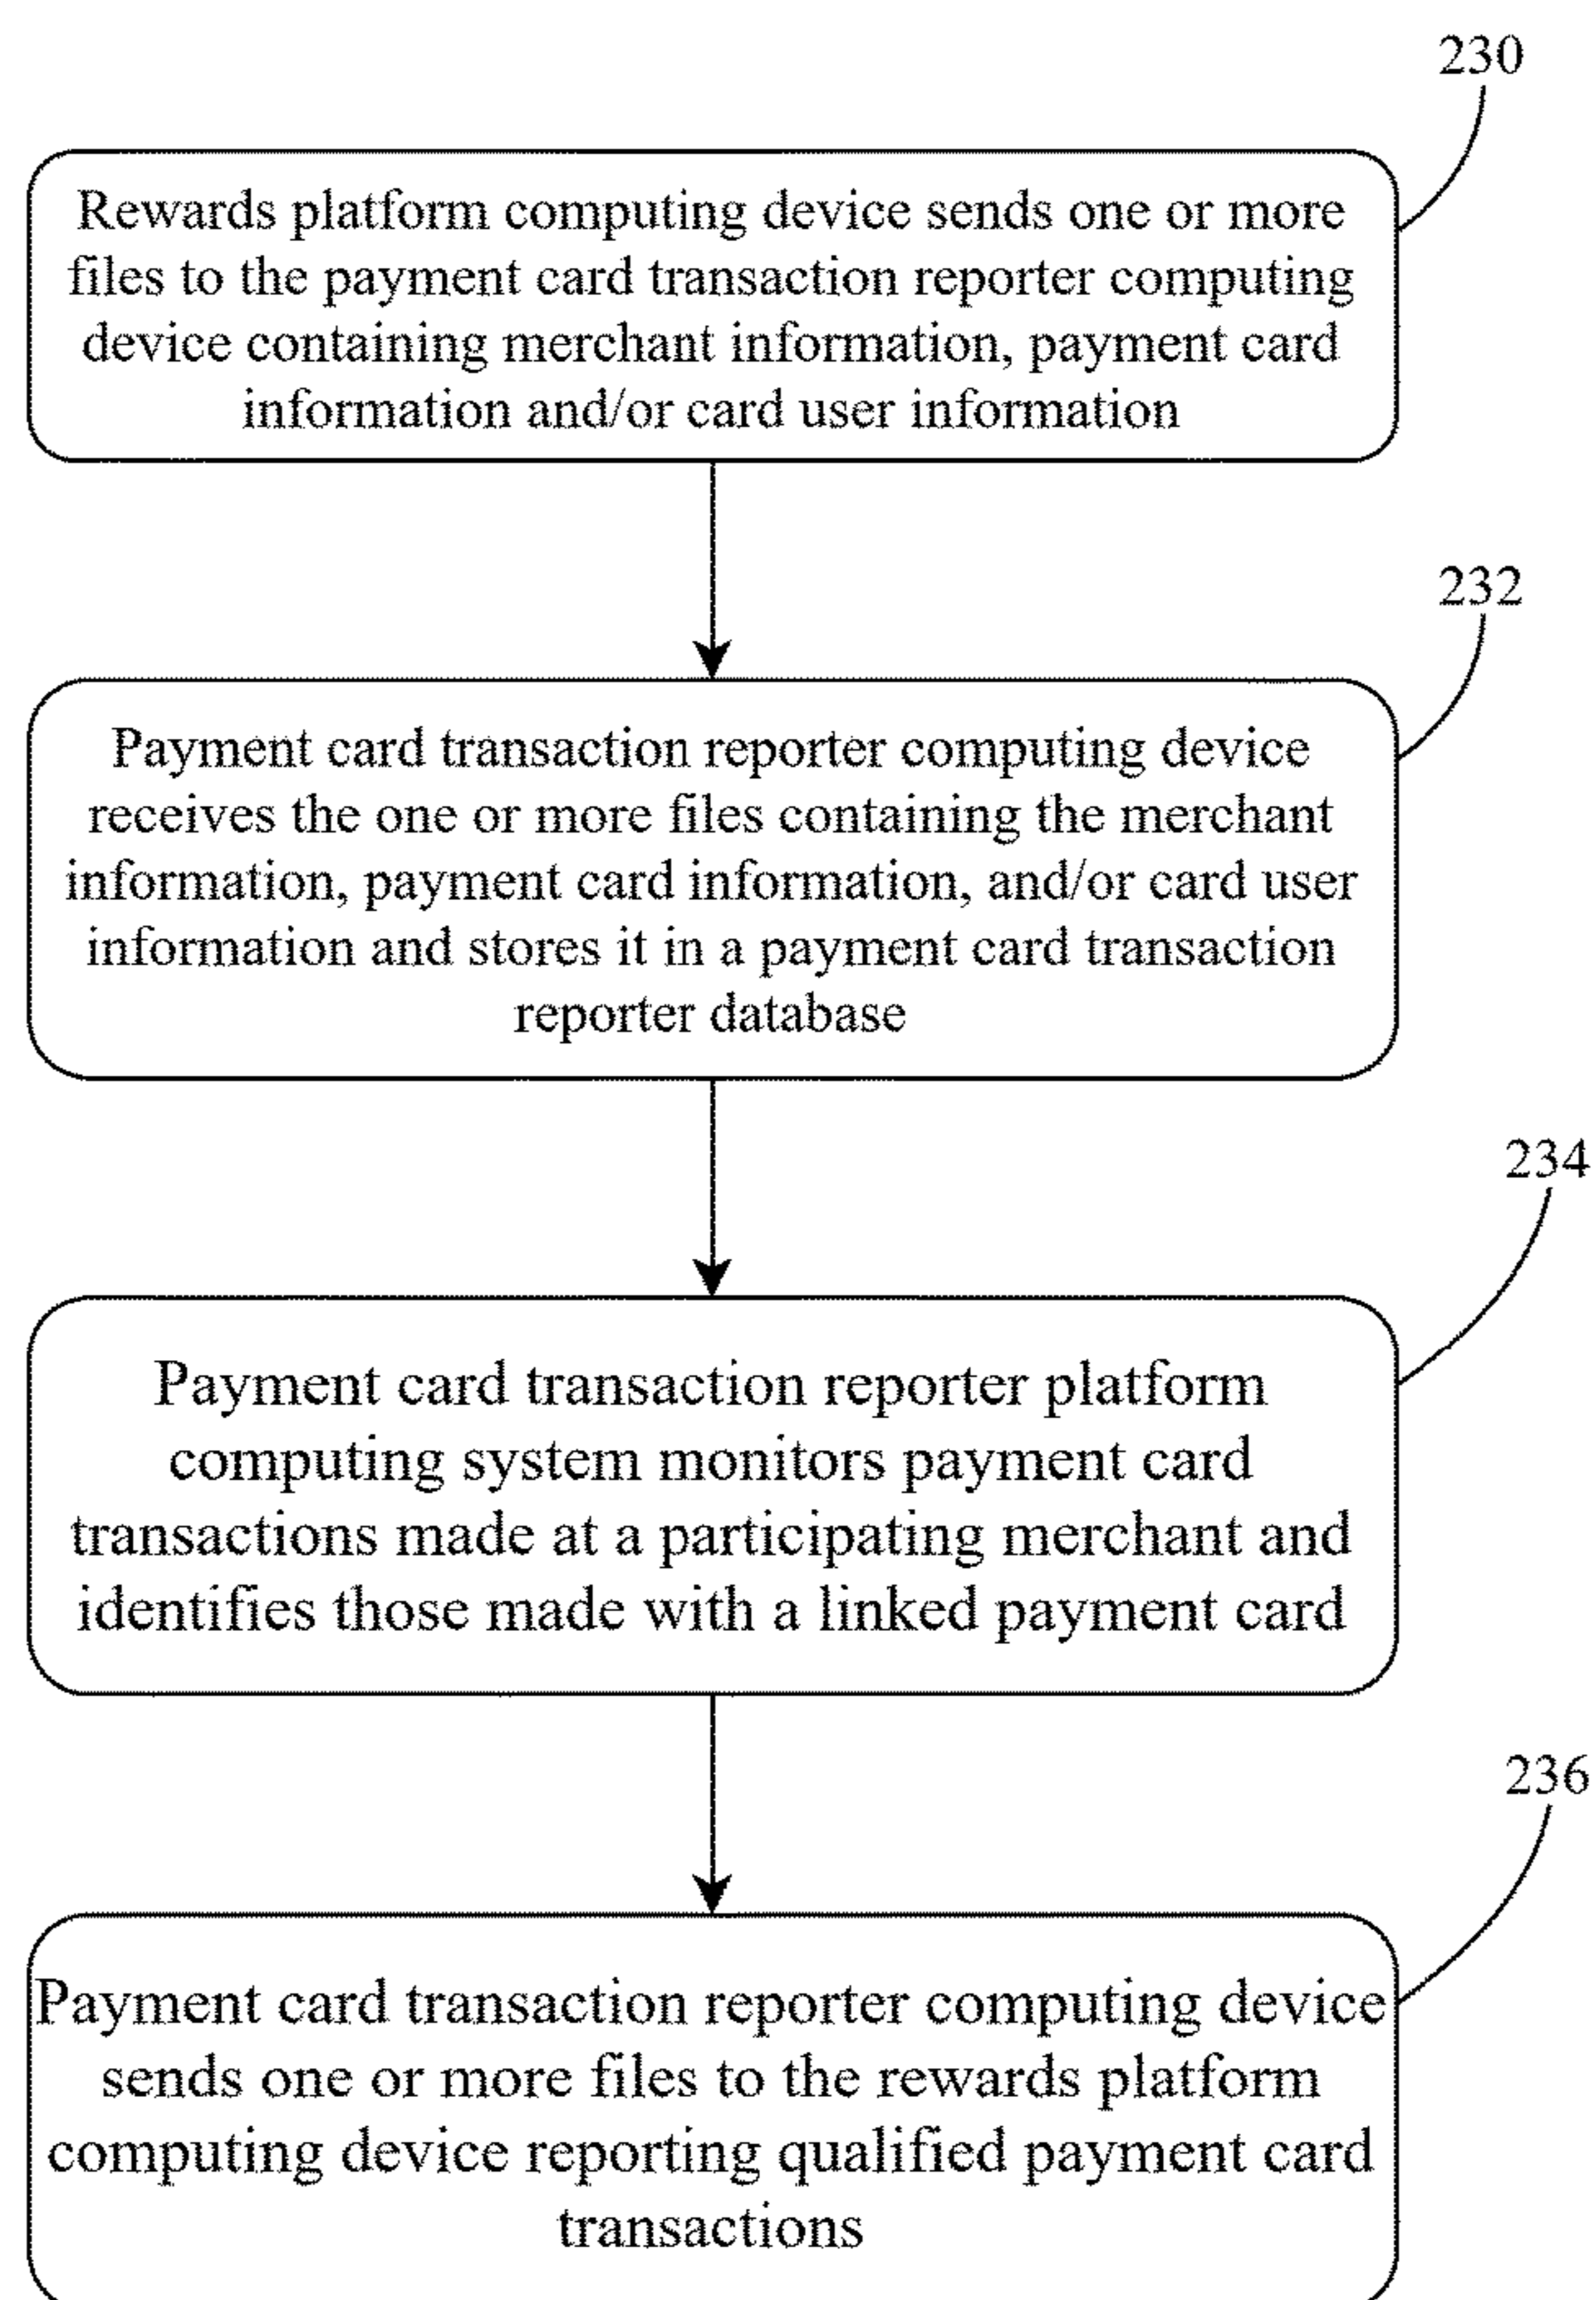 230
Rewards platform computing device sends one or more
files to the payment card transaction reporter computing
device containing merchant information, payment card
information and/or card user information
232
Payment card transaction reporter computing device
receives the one or more files containing the merchant
information, payment card information, and/or card user
information and stores it in a payment card transaction
reporter database
234
Payment card transaction reporter platform
computing system monitors payment card
transactions made at a participating merchant and
identifies those made with a linked payment card
236
Payment card transaction reporter computing device
sends one or more files to the rewards platform
computing device reporting qualified payment card
transactions